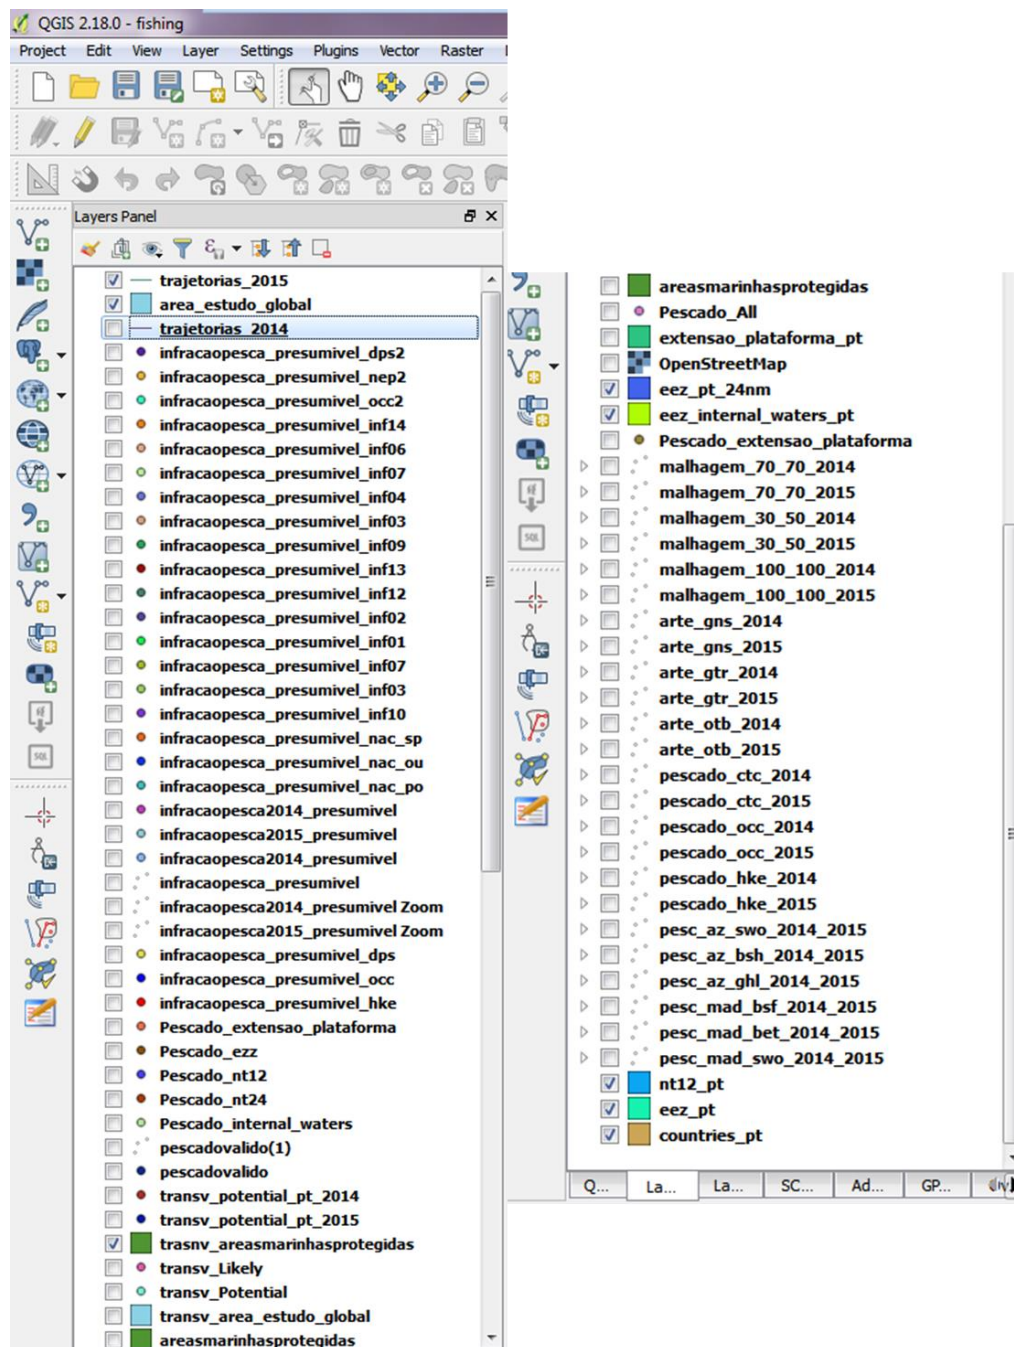 QGIS 2.18.0 - fishing
Project Edit View Layer Settings Plugins Vector Raster
Layers Panel
trajetorias_2015
area_estudo_global
trajetorias_2014
infracaopesca_presumivel_dps2
infracaopesca_presumivel_nep2
infracaopesca_presumivel_occ2
infracaopesca_presumivel_inf14
infracaopesca_presumivel_inf06
infracaopesca_presumivel_inf07
infracaopesca_presumivel_inf04
infracaopesca_presumivel_inf03
infracaopesca_presumivel_inf09
infracaopesca_presumivel_inf13
infracaopesca_presumivel_inf12
infracaopesca_presumivel_inf02
infracaopesca_presumivel_inf01
infracaopesca_presumivel_inf07
infracaopesca_presumivel_inf03
infracaopesca_presumivel_inf10
infracaopesca_presumivel_nac_sp
infracaopesca_presumivel_nac_ou
infracaopesca_presumivel_nac_po
infracaopesca2014_presumivel
infracaopesca2015_presumivel
infracaopesca2014_presumivel
infracaopesca_presumivel
infracaopesca2014_presumivel Zoom
infracaopesca2015_presumivel Zoom
infracaopesca_presumivel_dps
infracaopesca_presumivel_occ
infracaopesca_presumivel_hke
Pescado_extensao_plataforma
Pescado_ezz
Pescado_nt12
Pescado_nt24
Pescado_internal_waters
pescadovalido(1)
pescadovalido
transv_potential_pt_2014
transv_potential_pt_2015
trasnv_areasmarinhasprotegidas
transv_Likely
transv_Potential
transv_area_estudo_global
areasmarinhasprotegidas
areasmarinhasprotegidas
Pescado_All
extensao_plataforma_pt
OpenStreetMap
eez_pt_24nm
eez_internal_waters_pt
Pescado_extensao_plataforma
malhagem_70_70_2014
malhagem_70_70_2015
malhagem_30_50_2014
malhagem_30_50_2015
malhagem_100_100_2014
malhagem_100_100_2015
arte_gns_2014
arte_gns_2015
arte_gtr_2014
arte_gtr_2015
arte_otb_2014
arte_otb_2015
pescado_ctc_2014
pescado_ctc_2015
pescado_occ_2014
pescado_occ_2015
pescado_hke_2014
pescado_hke_2015
pesc_az_swo_2014_2015
pesc_az_bsh_2014_2015
pesc_az_ghl_2014_2015
pesc_mad_bsf_2014_2015
pesc_mad_bet_2014_2015
pesc_mad_swo_2014_2015
nt12_pt
eez_pt
countries_pt
Q... La... La... SC... Ad... GP...